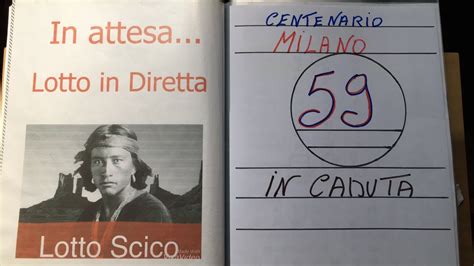 In attesa...
Lotto in Diretta
Lotto Scico
CENTENARIO
MILANO
59
IN CADUTA